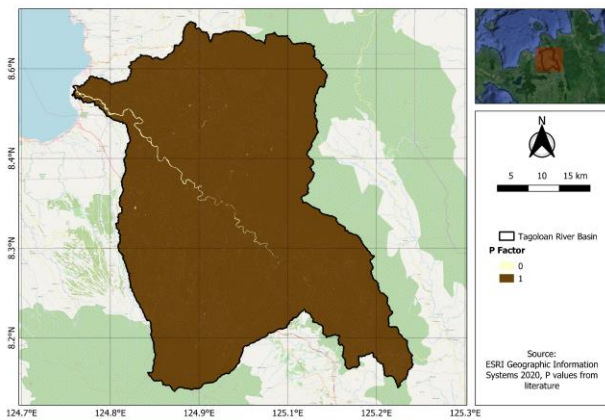 8.6°N
8.4°N
8.3°N
8.2°N
124.7°E
124.8°E
124.9°E
125.1°E
125.2°E
125.3°E
N
5 10 15 km
Tagoloan River Basin
P Factor
0
1
Source:
ESRI Geographic Information
Systems 2020, P values from
literature